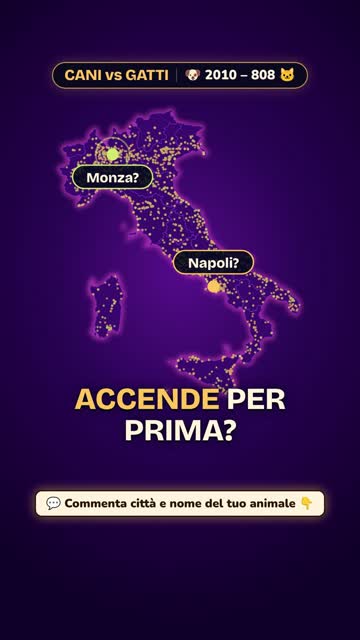 CANI vs GATTI | 🐶 2010 – 808 🐱
Monza?
Napoli?
ACCENDE PER
PRIMA?
💬 Commenta città e nome del tuo animale 👇